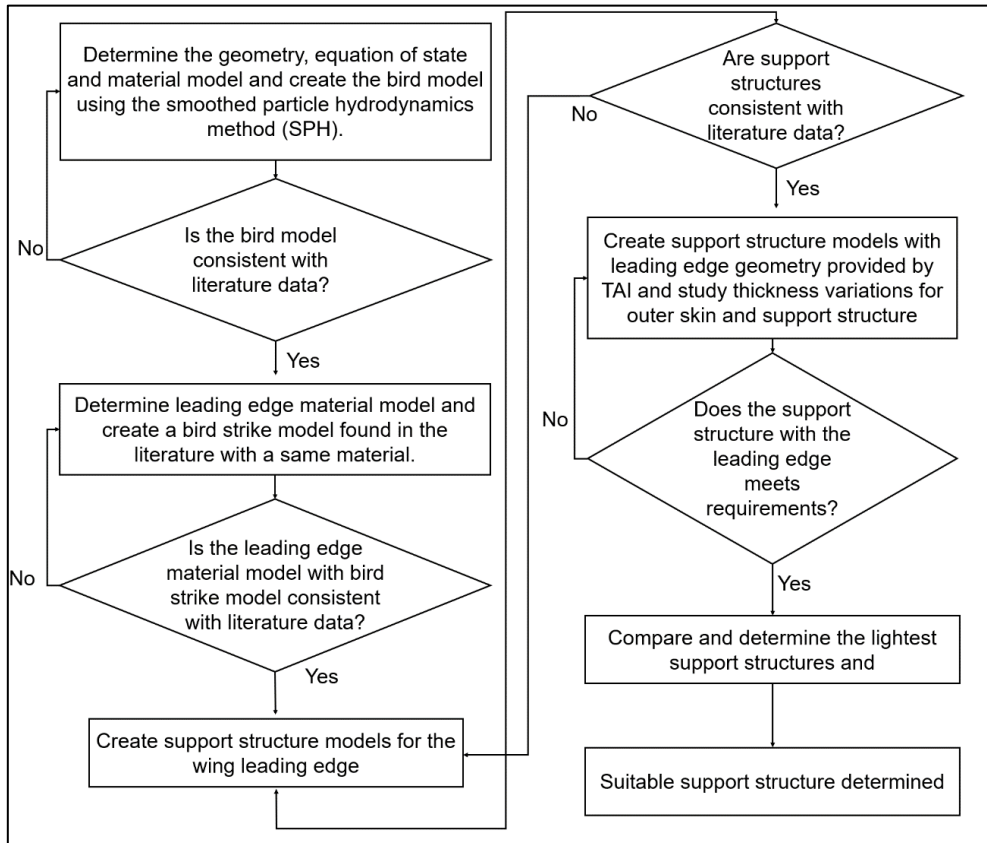 Determine the geometry, equation of state
and material model and create the bird model
using the smoothed particle hydrodynamics
method (SPH).
No
Is the bird model
consistent with
literature data?
Yes
Determine leading edge material model and
create a bird strike model found in the
literature with a same material.
No
Is the leading edge
material model with bird
strike model consistent
with literature data?
Yes
Create support structure models for the
wing leading edge
Are support
structures
consistent with
literature data?
No
Yes
Create support structure models with
leading edge geometry provided by
TAI and study thickness variations for
outer skin and support structure
No
Does the support
structure with the
leading edge
meets
requirements?
Yes
Compare and determine the lightest
support structures and
Suitable support structure determined